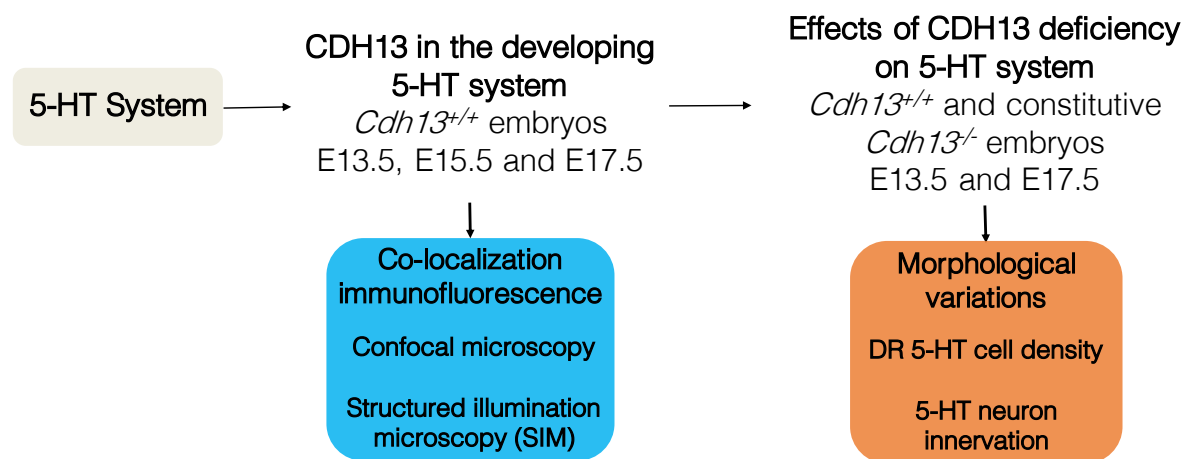 5-HT System
CDH13 in the developing
5-HT system
Cdh13+/+ embryos
E13.5, E15.5 and E17.5
Effects of CDH13 deficiency
on 5-HT system
Cdh13+/+ and constitutive
Cdh13-/- embryos
E13.5 and E17.5
Co-localization
immunofluorescence
Confocal microscopy
Structured illumination
microscopy (SIM)
Morphological
variations
DR 5-HT cell density
5-HT neuron
innervation